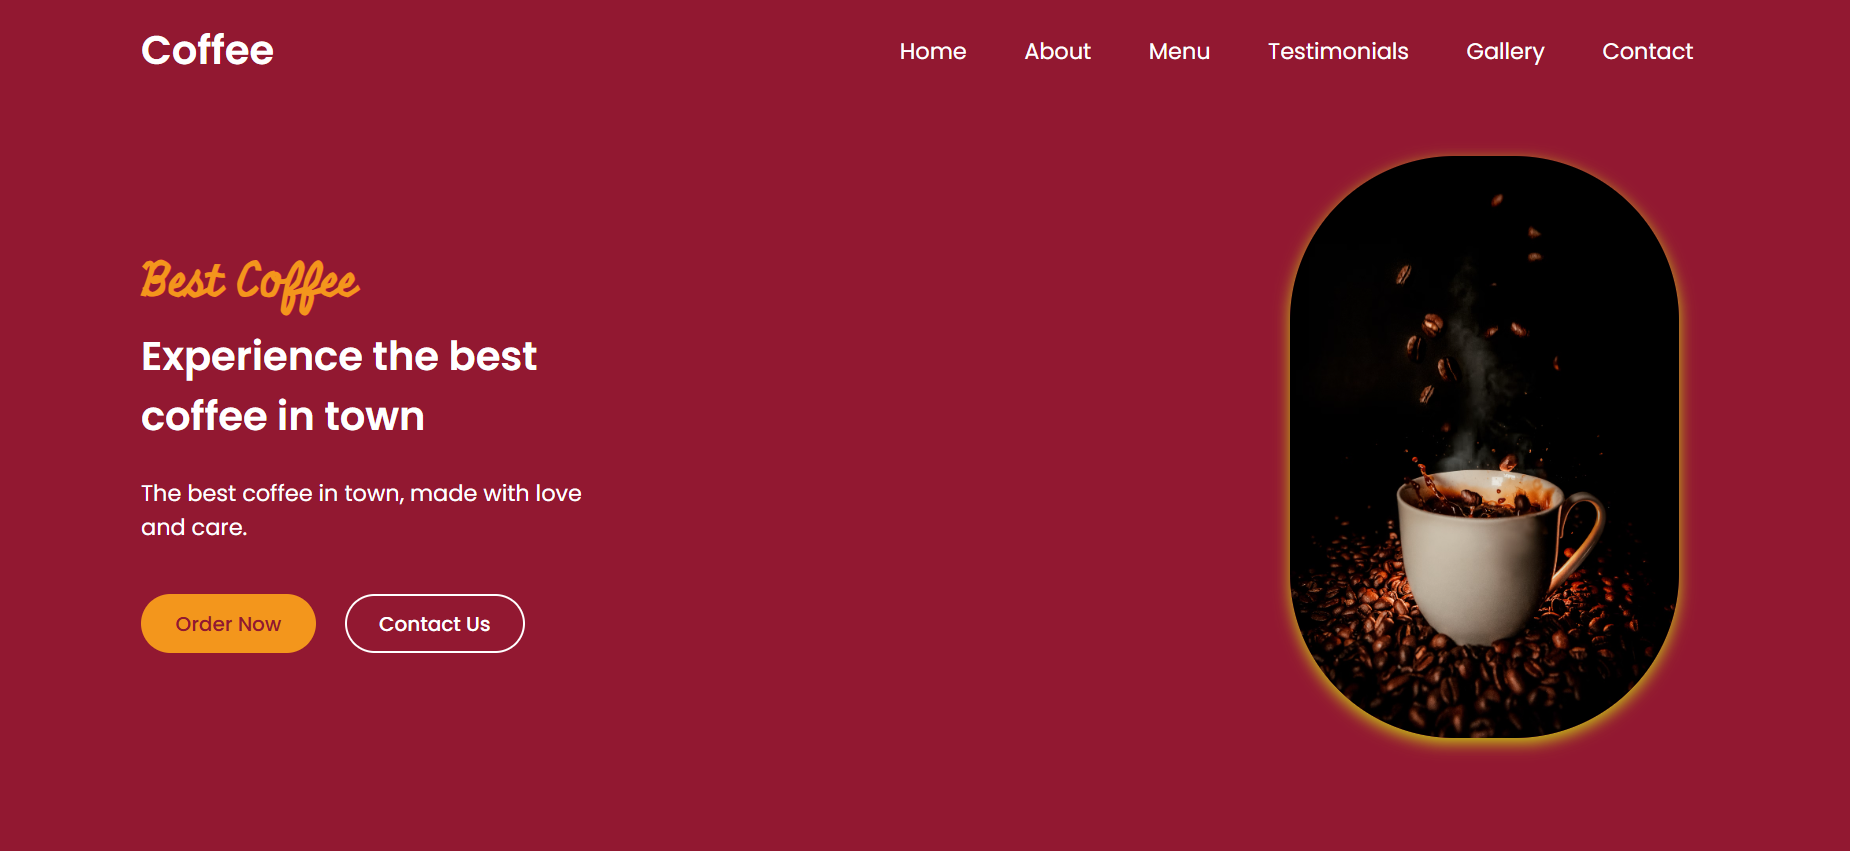 Coffee
Home About Menu Testimonials Gallery Contact
Best Coffee
Experience the best
coffee in town
The best coffee in town, made with love
and care.
Order Now Contact Us